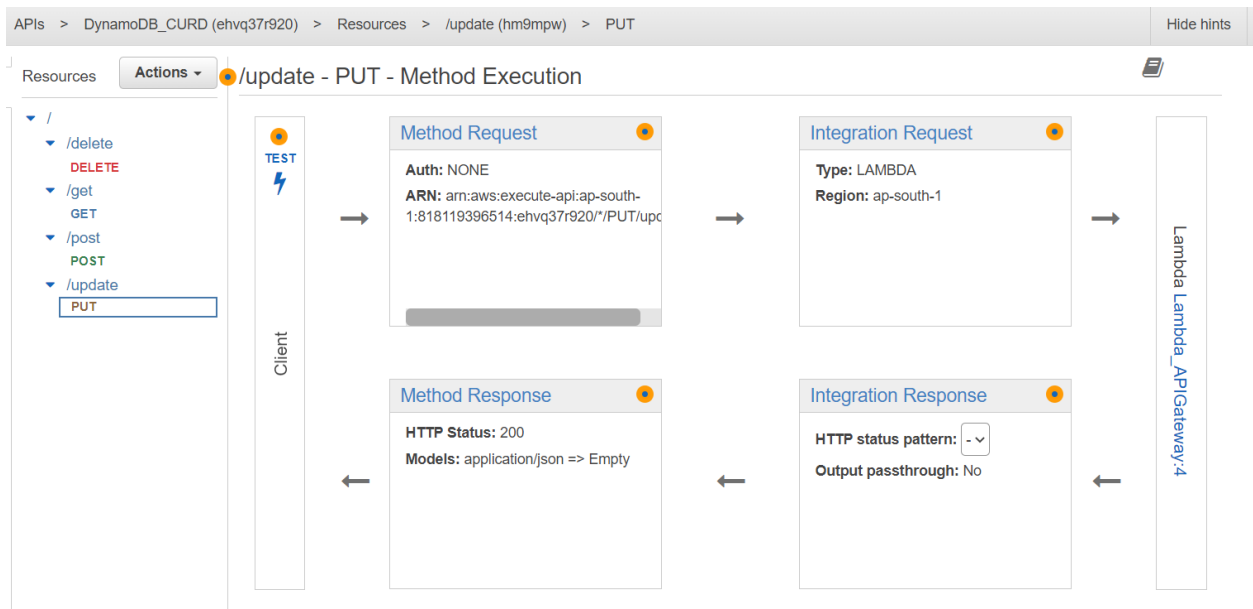 APIs > DynamoDB_CURD (ehvq37r920) > Resources > /update (hm9mpw) > PUT
Hide hints
Resources
Actions
/update - PUT - Method Execution
/
/delete
DELETE
/get
GET
/post
POST
/update
PUT
TEST
Client
Method Request
Auth: NONE
ARN: arn:aws:execute-api:ap-south-
1:818119396514:ehvq37r920/*/PUT/upd
Integration Request
Type: LAMBDA
Region: ap-south-1
Lambda Lambda_APIGateway:4
Method Response
HTTP Status: 200
Models: application/json => Empty
Integration Response
HTTP status pattern: -
Output passthrough: No